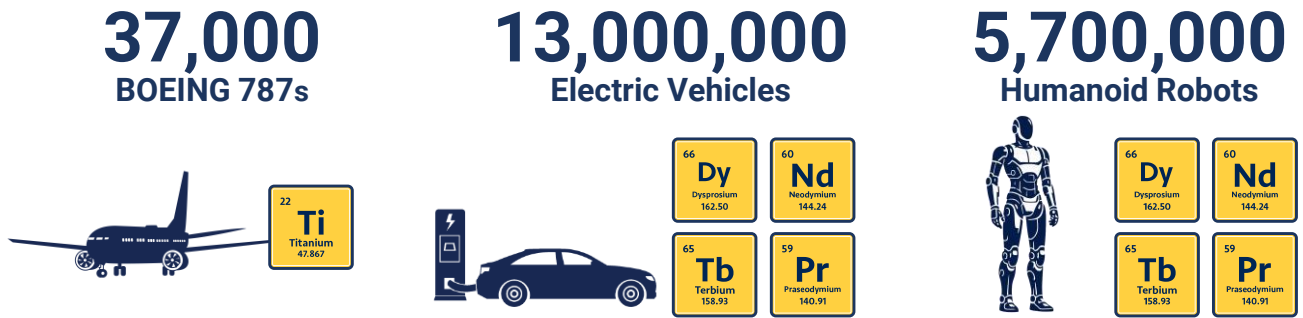 37,000
BOEING 787s
22
Ti
Titanium
47.867
13,000,000
Electric Vehicles
66
Dy
Dysprosium
162.50
60
Nd
Neodymium
144.24
65
Tb
Terbium
158.93
59
Pr
Praseodymium
140.91
5,700,000
Humanoid Robots
66
Dy
Dysprosium
162.50
60
Nd
Neodymium
144.24
65
Tb
Terbium
158.93
59
Pr
Praseodymium
140.91